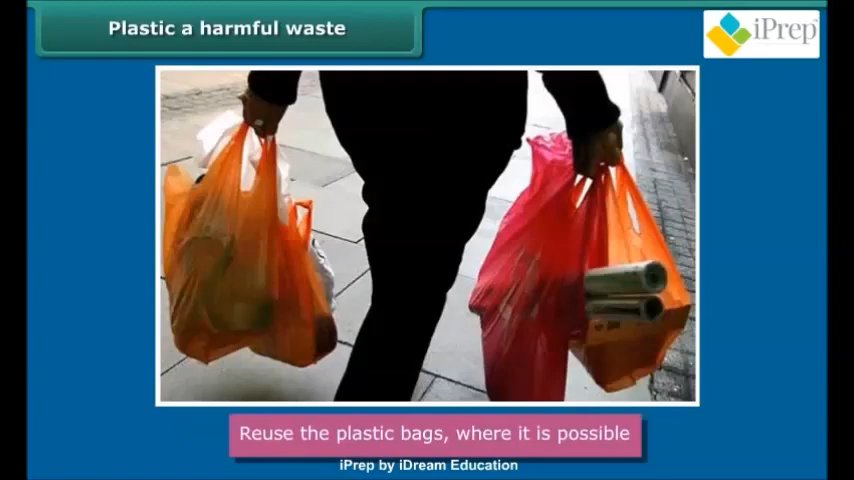 Plastic a harmful waste
iPrep
Reuse the plastic bags, where it is possible
iPrep by iDream Education